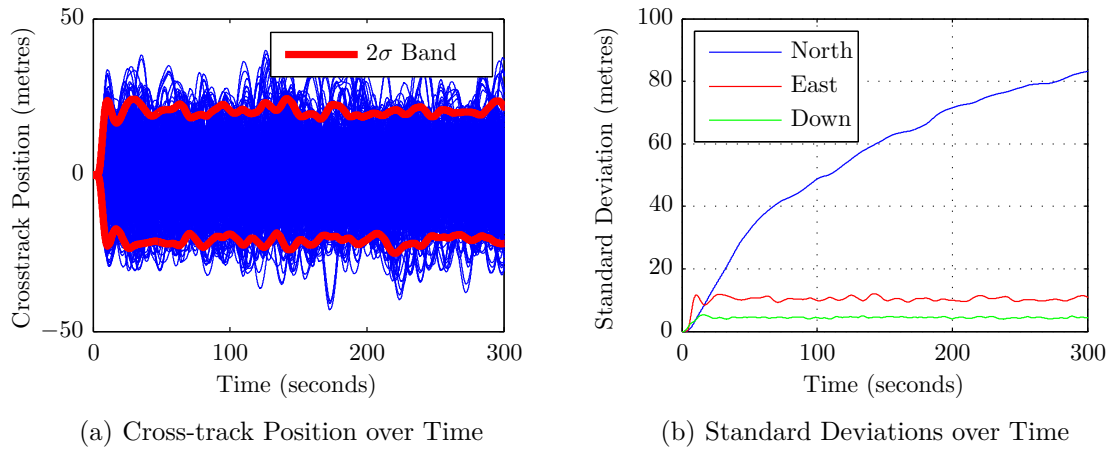 50
0
−50
Crosstrack Position (metres)
2σ Band
0 100 200 300
Time (seconds)
(a) Cross-track Position over Time
100
80
60
40
20
0
Standard Deviation (metres)
North
East
Down
0 100 200 300
Time (seconds)
(b) Standard Deviations over Time